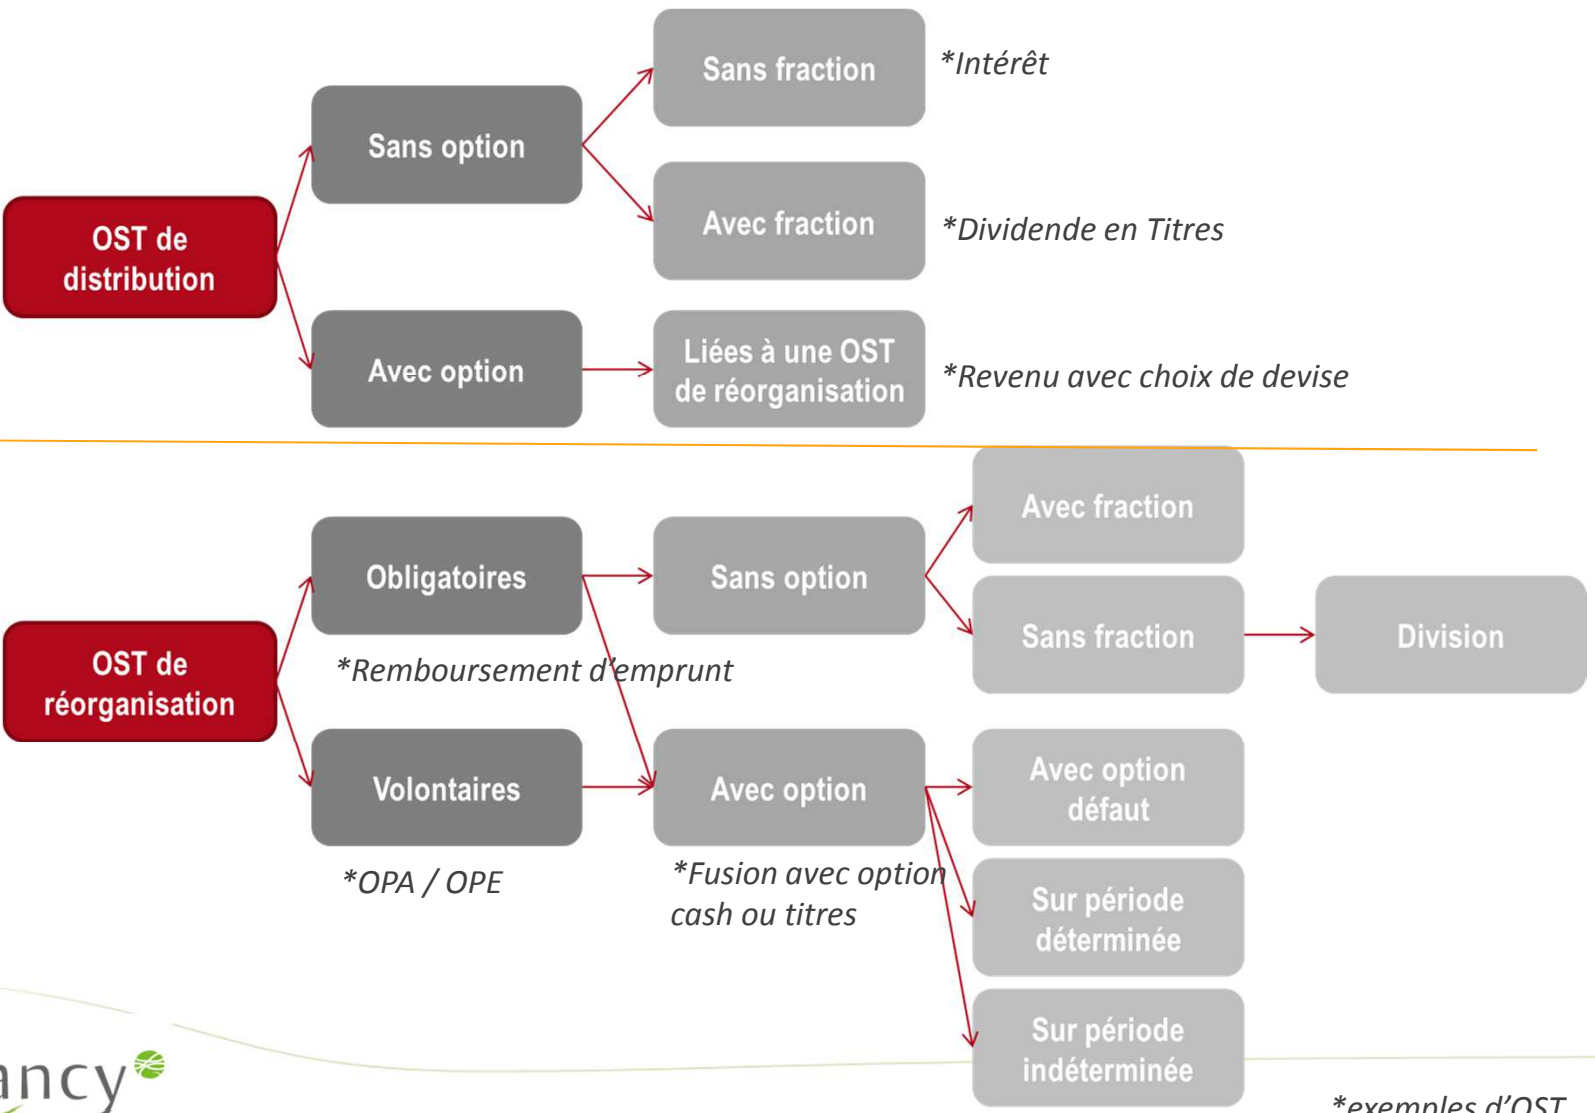 Sans fraction
*Intérêt
Sans option
Avec fraction
*Dividende en Titres
OST de
distribution
Avec option
Liées à une OST
de réorganisation
*Revenu avec choix de devise
Avec fraction
Obligatoires
Sans option
Sans fraction
Division
*Remboursement d’emprunt
OST de
réorganisation
Volontaires
Avec option
Avec option
défaut
*OPA / OPE
*Fusion avec option
cash ou titres
Sur période
déterminée
Sur période
indéterminée
ancy
*exemples d’OST